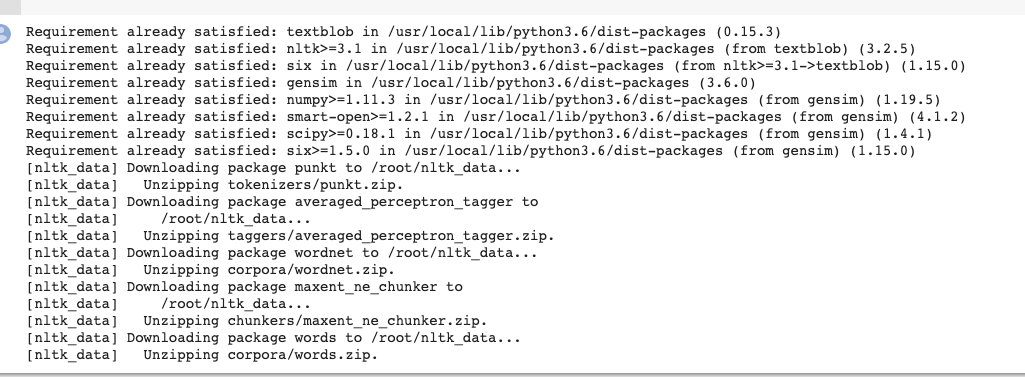 Requirement already satisfied: textblob in /usr/local/lib/python3.6/dist-packages (0.15.3)
Requirement already satisfied: nltk>=3.1 in /usr/local/lib/python3.6/dist-packages (from textblob) (3.2.5)
Requirement already satisfied: six in /usr/local/lib/python3.6/dist-packages (from nltk>=3.1->textblob) (1.15.0)
Requirement already satisfied: gensim in /usr/local/lib/python3.6/dist-packages (3.6.0)
Requirement already satisfied: numpy>=1.11.3 in /usr/local/lib/python3.6/dist-packages (from gensim) (1.19.5)
Requirement already satisfied: smart-open>=1.2.1 in /usr/local/lib/python3.6/dist-packages (from gensim) (4.1.2)
Requirement already satisfied: scipy>=0.18.1 in /usr/local/lib/python3.6/dist-packages (from gensim) (1.4.1)
Requirement already satisfied: six>=1.5.0 in /usr/local/lib/python3.6/dist-packages (from gensim) (1.15.0)
[nltk_data] Downloading package punkt to /root/nltk_data...
[nltk_data]   Unzipping tokenizers/punkt.zip.
[nltk_data] Downloading package averaged_perceptron_tagger to
[nltk_data]     /root/nltk_data...
[nltk_data]   Unzipping taggers/averaged_perceptron_tagger.zip.
[nltk_data] Downloading package wordnet to /root/nltk_data...
[nltk_data]   Unzipping corpora/wordnet.zip.
[nltk_data] Downloading package maxent_ne_chunker to
[nltk_data]     /root/nltk_data...
[nltk_data]   Unzipping chunkers/maxent_ne_chunker.zip.
[nltk_data] Downloading package words to /root/nltk_data...
[nltk_data]   Unzipping corpora/words.zip.